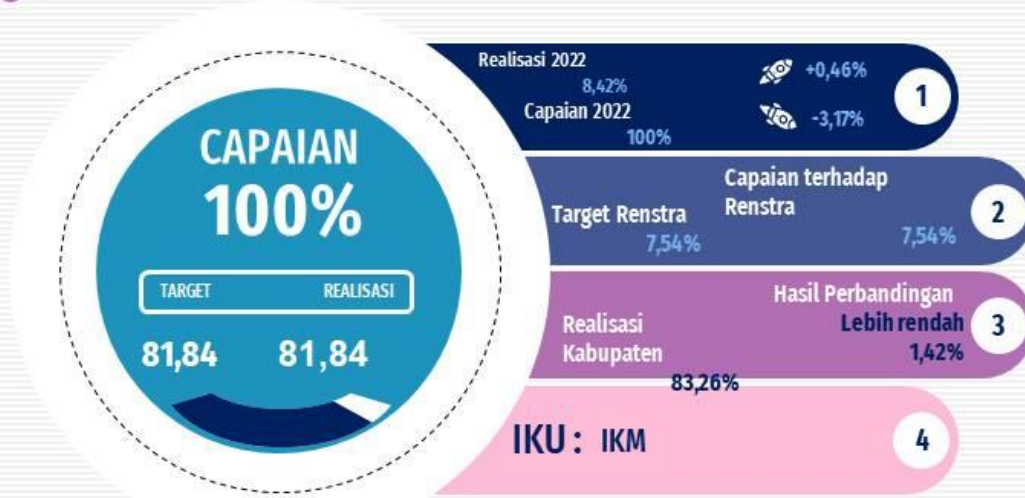 CAPAIAN
100%
TARGET REALISASI
81,84 81,84
Realisasi 2022
8,42%
Capaian 2022
100%
+0,46%
-3,17%
1
Target Renstra
7,54%
Capaian terhadap
Renstra
7,54%
2
Realisasi
Kabupaten
83,26%
Hasil Perbandingan
Lebih rendah
1,42%
3
IKU : IKM
4